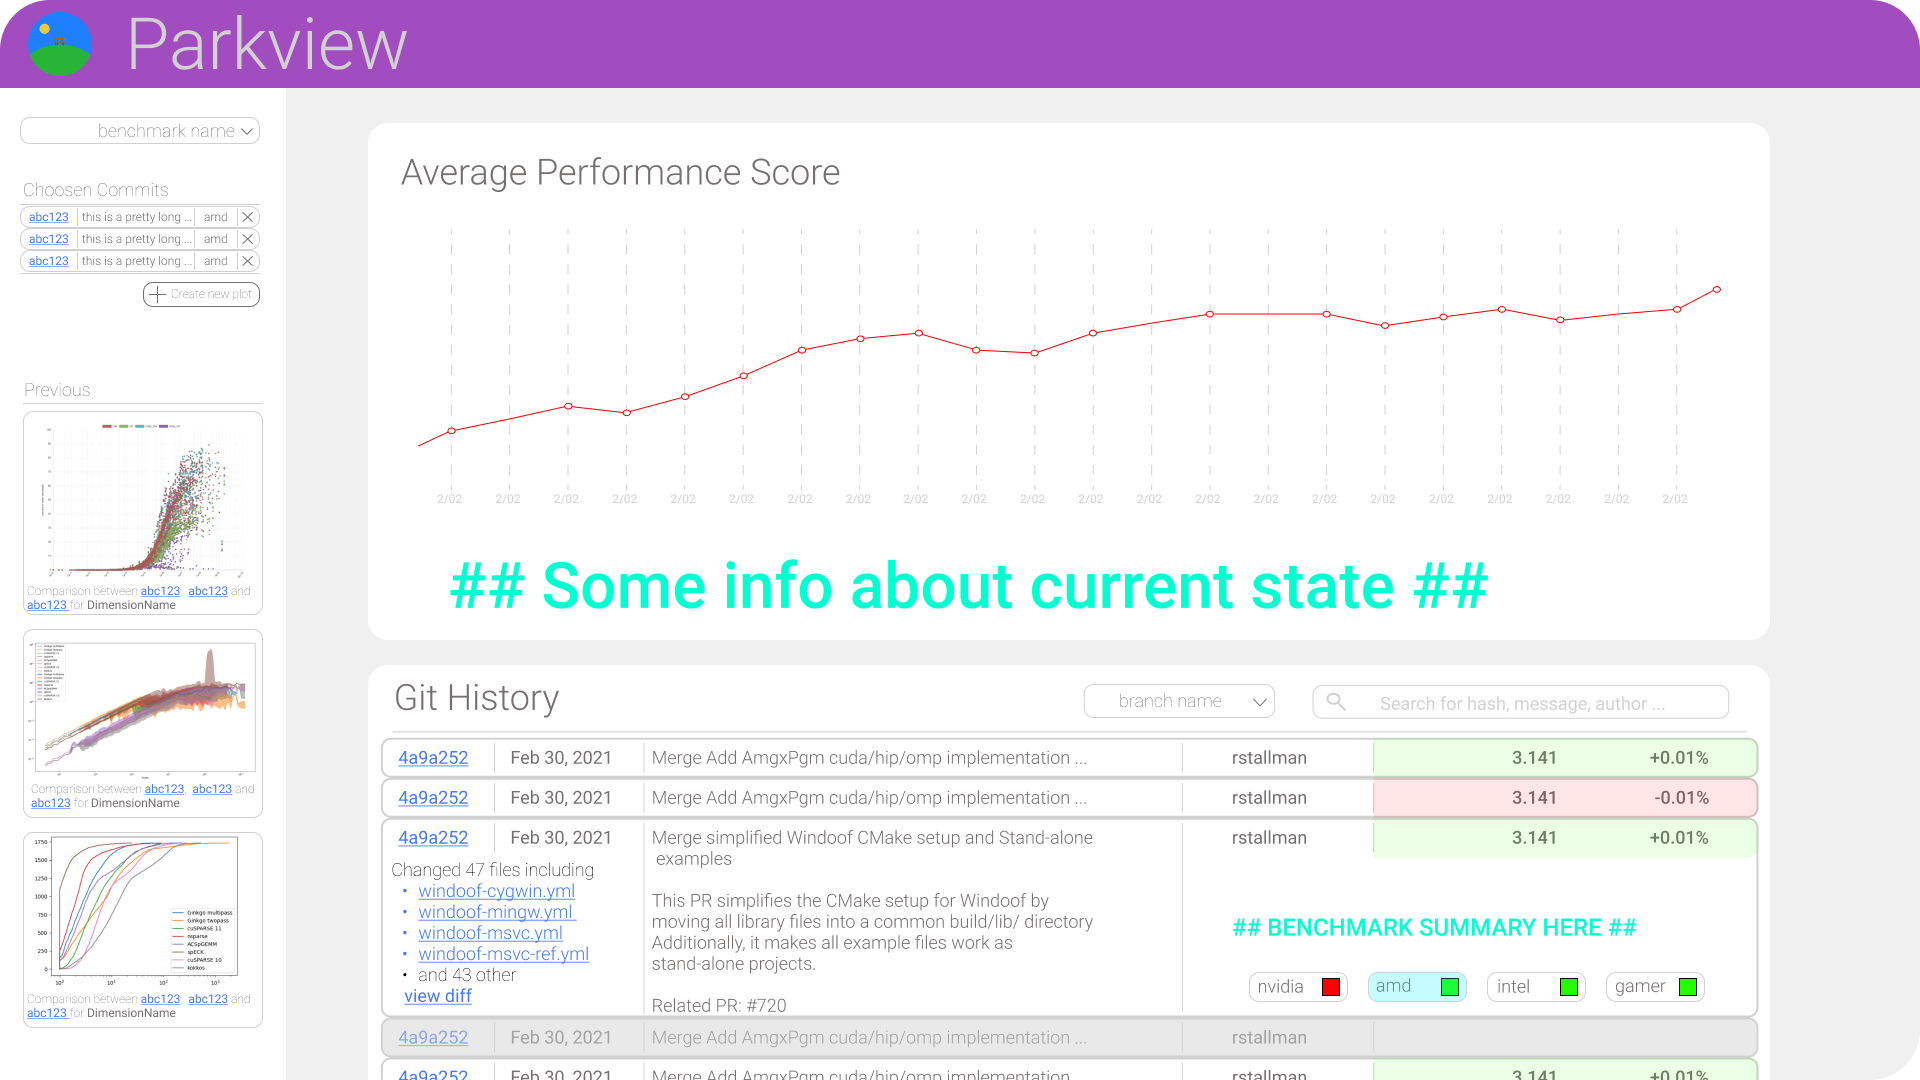 Parkview
benchmark name
Choosen Commits
abc123 this is a pretty long ... amd
abc123 this is a pretty long ... amd
abc123 this is a pretty long ... amd
Create new plot
Previous
Comparison between abc123, abc123 and
abc123 for DimensionName
Comparison between abc123, abc123 and
abc123 for DimensionName
1750
1500
1250
1000
750
500
250
0
10⁰ 10¹ 10² 10³
Ginkgo multipass
Ginkgo twopass
cuSPARSE 11
nsparse
ACSpGEMM
spECK
cuSPARSE 10
kokkos
Comparison between abc123, abc123 and
abc123 for DimensionName
Average Performance Score
2/02 2/02 2/02 2/02 2/02 2/02 2/02 2/02 2/02 2/02 2/02 2/02 2/02 2/02 2/02 2/02 2/02 2/02 2/02 2/02 2/02 2/02
## Some info about current state ##
Git History
branch name
Search for hash, message, author ...
4a9a252 Feb 30, 2021 Merge Add AmgxPgm cuda/hip/omp implementation ... rstallman 3.141 +0.01%
4a9a252 Feb 30, 2021 Merge Add AmgxPgm cuda/hip/omp implementation ... rstallman 3.141 -0.01%
4a9a252 Feb 30, 2021 Merge simplified Windoof CMake setup and Stand-alone rstallman 3.141 +0.01%
examples
Changed 47 files including
• windoof-cygwin.yml
• windoof-mingw.yml
• windoof-msvc.yml
• windoof-msvc-ref.yml
• and 43 other
view diff
This PR simplifies the CMake setup for Windoof by
moving all library files into a common build/lib/ directory
Additionally, it makes all example files work as
stand-alone projects.
Related PR: #720
## BENCHMARK SUMMARY HERE ##
nvidia amd intel gamer
4a9a252 Feb 30, 2021 Merge Add AmgxPgm cuda/hip/omp implementation ... rstallman
4a9a252 Feb 30, 2021 Merge Add AmgxPgm cuda/hip/omp implementation ... rstallman 3.141 +0.01%